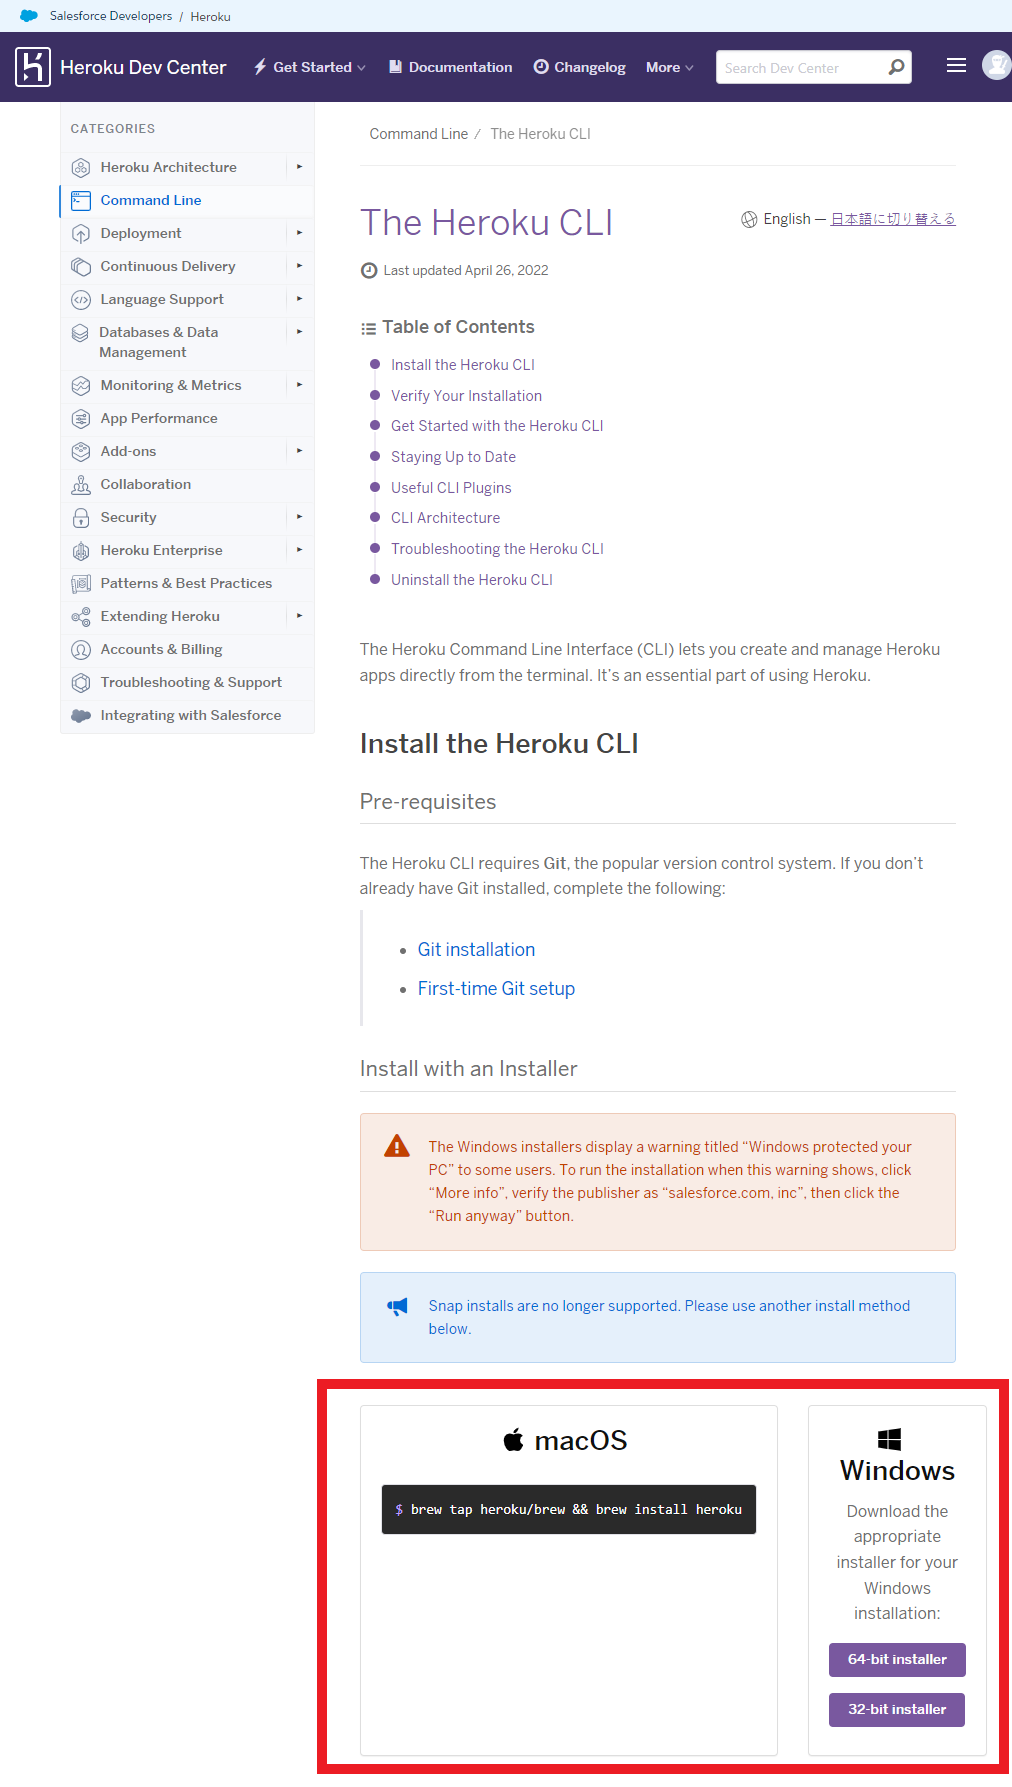 Salesforce Developers / Heroku
Heroku Dev Center
Get Started
Documentation
Changelog
More
Search Dev Center
CATEGORIES
Heroku Architecture
Command Line
Deployment
Continuous Delivery
Language Support
Databases & Data
Management
Monitoring & Metrics
App Performance
Add-ons
Collaboration
Security
Heroku Enterprise
Patterns & Best Practices
Extending Heroku
Accounts & Billing
Troubleshooting & Support
Integrating with Salesforce
Command Line / The Heroku CLI
The Heroku CLI
English — 日本語に切り替える
Last updated April 26, 2022
Table of Contents
Install the Heroku CLI
Verify Your Installation
Get Started with the Heroku CLI
Staying Up to Date
Useful CLI Plugins
CLI Architecture
Troubleshooting the Heroku CLI
Uninstall the Heroku CLI
The Heroku Command Line Interface (CLI) lets you create and manage Heroku
apps directly from the terminal. It’s an essential part of using Heroku.
Install the Heroku CLI
Pre-requisites
The Heroku CLI requires Git, the popular version control system. If you don’t
already have Git installed, complete the following:
• Git installation
• First-time Git setup
Install with an Installer
The Windows installers display a warning titled “Windows protected your
PC” to some users. To run the installation when this warning shows, click
“More info”, verify the publisher as “salesforce.com, inc”, then click the
“Run anyway” button.
Snap installs are no longer supported. Please use another install method
below.
macOS
$ brew tap heroku/brew && brew install heroku
Windows
Download the
appropriate
installer for your
Windows
installation:
64-bit installer
32-bit installer